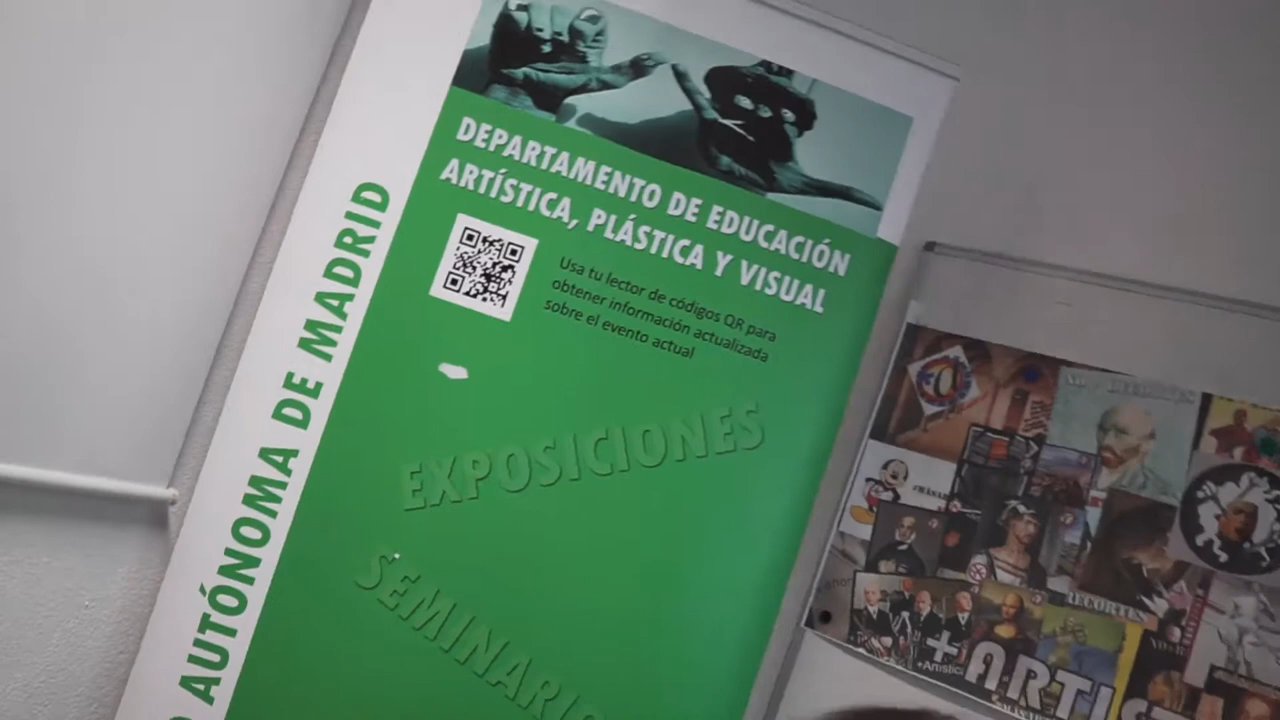 DEPARTAMENTO DE EDUCACIÓN
ARTÍSTICA, PLÁSTICA Y VISUAL
Usa tu lector de códigos QR para
obtener información actualizada
sobre el evento actual
EXPOSICIONES
AUTÓNOMA DE MADRID
RECORTES